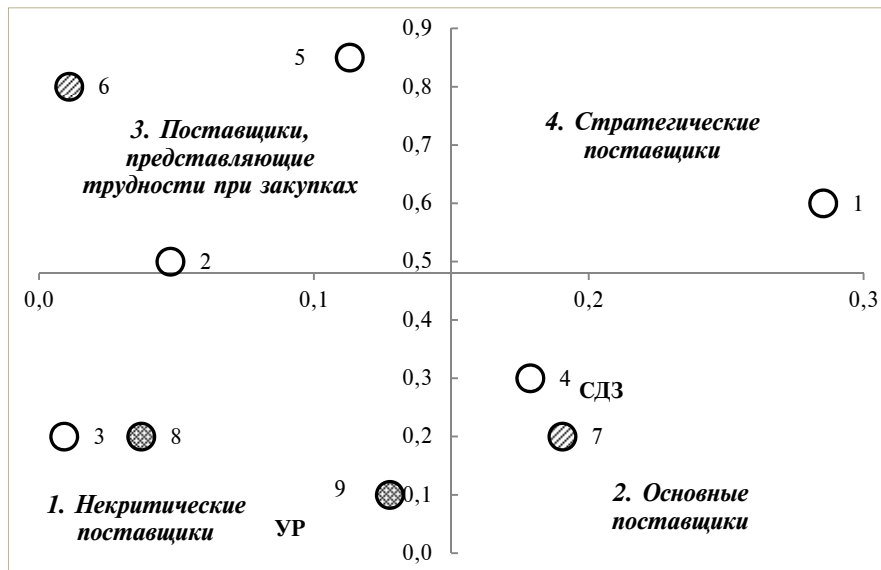 0,9
5
0,8
6
3. Поставщики,
представляющие
трудности при закупках
4. Стратегические
поставщики
0,7
0,6
1
0,5
2
0,0
0,1
0,2
0,3
0,4
0,3
4
СДЗ
3
8
0,2
7
9
0,1
1. Некритические
поставщики
УР
2. Основные
поставщики
0,0